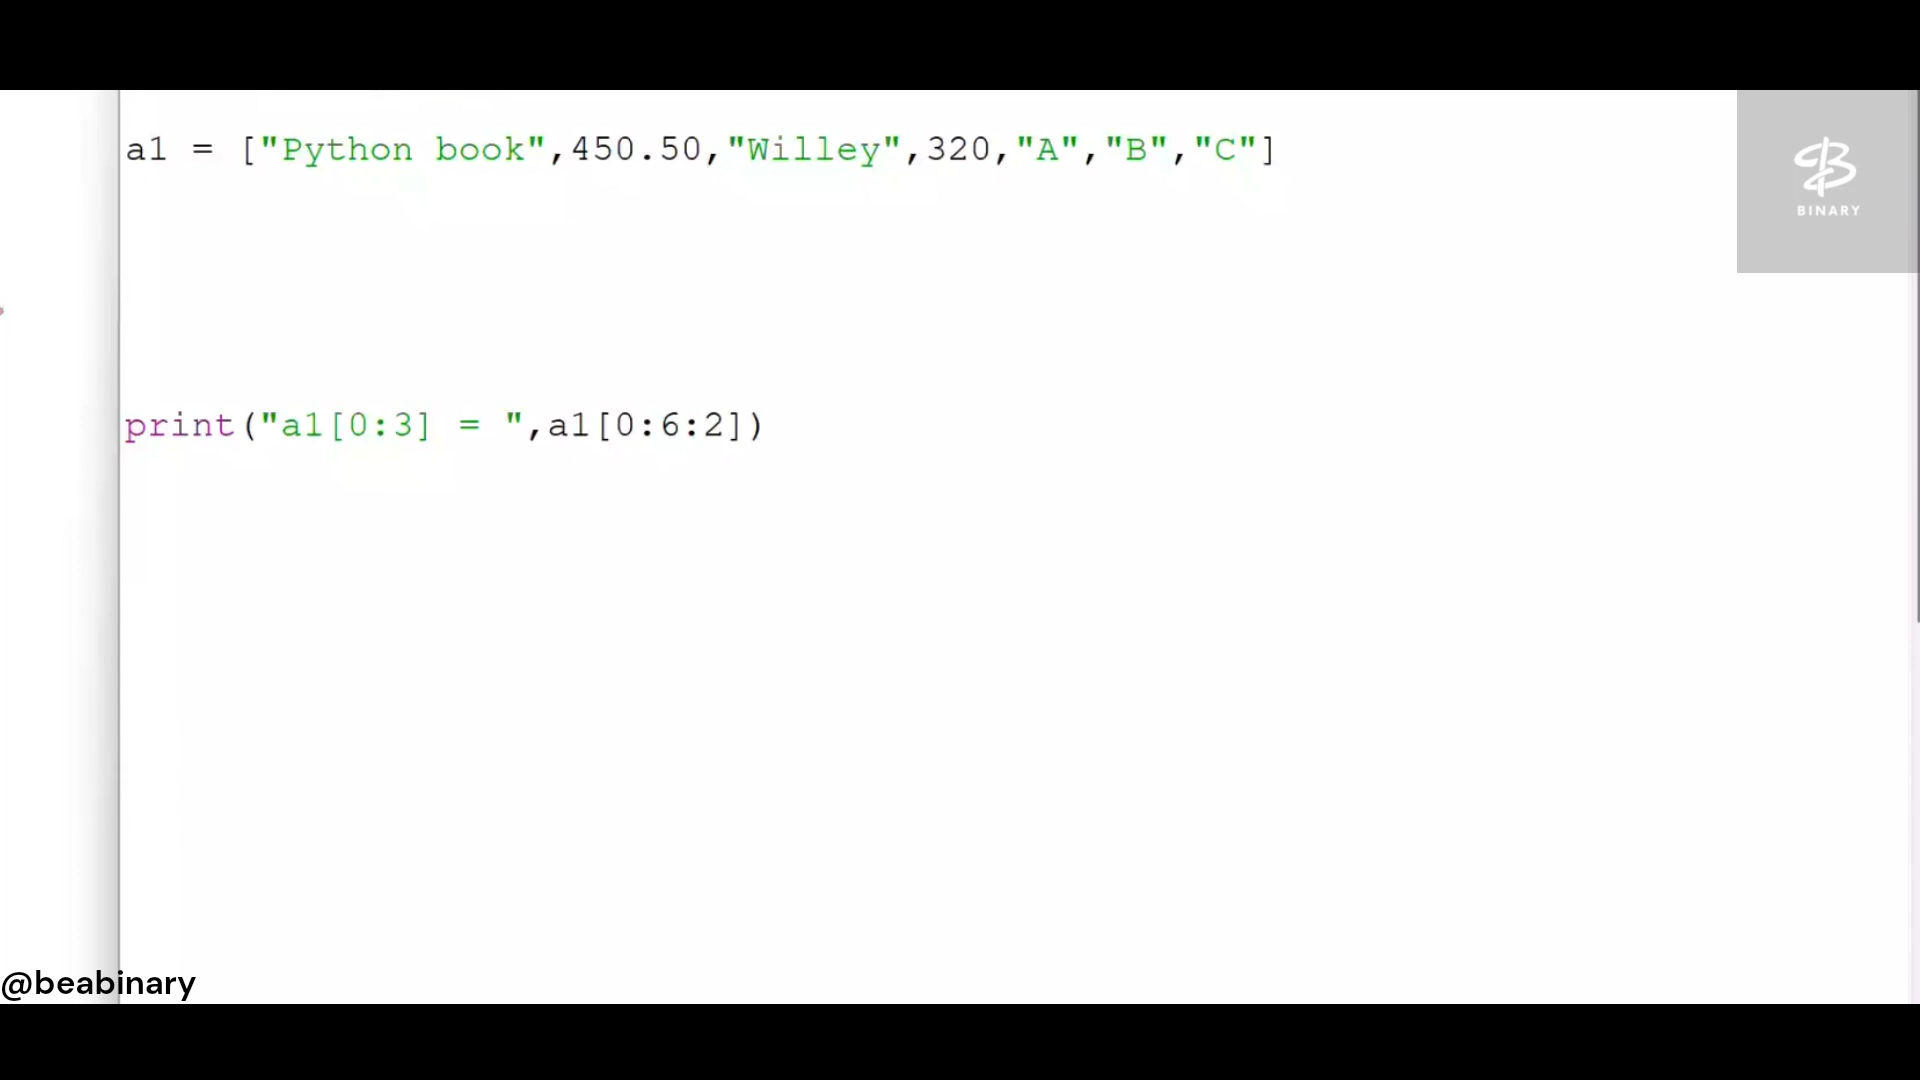 a1 = ["Python book",450.50,"Willey",320,"A","B","C"]
BINARY
print("a1[0:3] = ",a1[0:6:2])
@beabinary